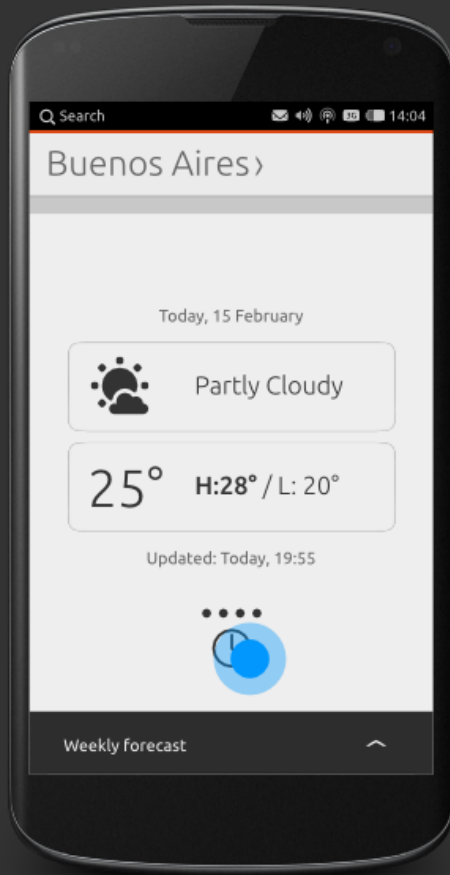 Search 3G 14:04
Buenos Aires ›
Today, 15 February
Partly Cloudy
25° H:28° / L: 20°
Updated: Today, 19:55
Weekly forecast